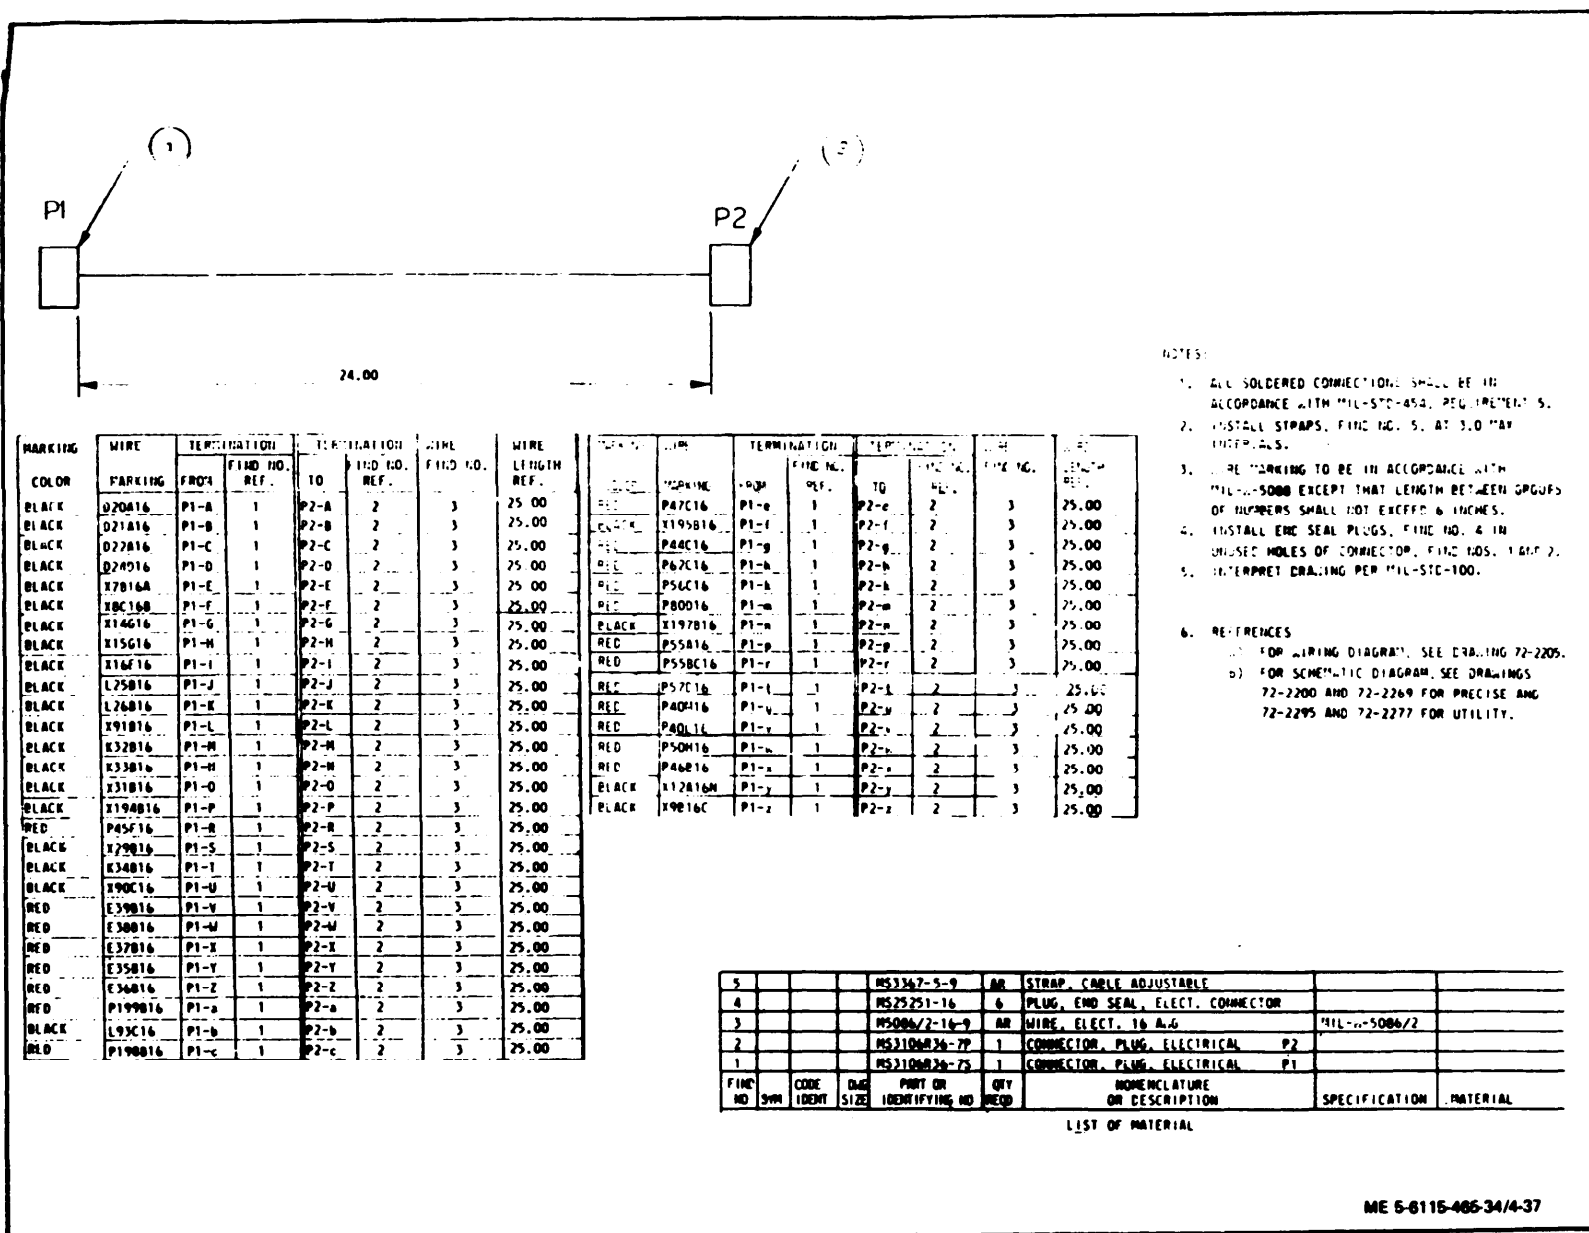 1
P1
P2
24.00
MARKING COLOR | WIRE MARKING | TERMINATION FROM | FIND NO. REF. | TERMINATION TO | FIND NO. REF. | WIRE FIND NO. | WIRE LENGTH REF.
BLACK D20A16 P1-A 1 P2-A 2 3 25.00
BLACK D21A16 P1-B 1 P2-B 2 3 25.00
BLACK D22A16 P1-C 1 P2-C 2 3 25.00
BLACK P1-D 1 P2-D 2 3 25.00
BLACK X7B16A P1-E 1 P2-E 2 3 25.00
BLACK X8C16B P1-F 1 P2-F 2 3 25.00
BLACK X14G16 P1-G 1 P2-G 2 3 25.00
BLACK X15G16 P1-H 1 P2-H 2 3 25.00
BLACK X16F16 P1-I 1 P2-I 2 3 25.00
BLACK L25B16 P1-J 1 P2-J 2 3 25.00
BLACK L26B16 P1-K 1 P2-K 2 3 25.00
BLACK X91B16 P1-L 1 P2-L 2 3 25.00
BLACK K32B16 P1-M 1 P2-M 2 3 25.00
BLACK K33B16 P1-N 1 P2-N 2 3 25.00
BLACK X31B16 P1-O 1 P2-O 2 3 25.00
BLACK X194B16 P1-P 1 P2-P 2 3 25.00
RED P45F16 P1-R 1 P2-R 2 3 25.00
BLACK X29B16 P1-S 1 P2-S 2 3 25.00
BLACK K34B16 P1-T 1 P2-T 2 3 25.00
BLACK X90C16 P1-U 1 P2-U 2 3 25.00
RED E39B16 P1-V 1 P2-V 2 3 25.00
RED E38B16 P1-W 1 P2-W 2 3 25.00
RED E37B16 P1-X 1 P2-X 2 3 25.00
RED E35B16 P1-Y 1 P2-Y 2 3 25.00
RED E36B16 P1-Z 1 P2-Z 2 3 25.00
RED P199B16 P1-a 1 P2-a 2 3 25.00
BLACK L93C16 P1-b 1 P2-b 2 3 25.00
RED P198B16 P1-c 1 P2-c 2 3 25.00
MARKING | TERMINATION FROM | FIND NO. REF. | TERMINATION TO | LENGTH REF.
RED P47C16 P1-e 1 P2-e 2 3 25.00
BLACK X195B16 P1-f 1 P2-f 2 3 25.00
RED P44C16 P1-g 1 P2-g 2 3 25.00
RED P62C16 P1-h 1 P2-h 2 3 25.00
RED P56C16 P1-k 1 P2-k 2 3 25.00
RED P80D16 P1-m 1 P2-m 2 3 25.00
BLACK X197B16 P1-n 1 P2-n 2 3 25.00
RED P55A16 P1-p 1 P2-p 2 3 25.00
RED P55BC16 P1-r 1 P2-r 2 3 25.00
RED P57C16 P1-t 1 P2-t 2 3 25.00
RED P40M16 P1-u 1 P2-u 2 3 25.00
RED P1-v 1 P2-v 2 3 25.00
RED P50H16 P1-w 1 P2-w 2 3 25.00
RED P46B16 P1-x 1 P2-x 2 3 25.00
BLACK X12A16N P1-y 1 P2-y 2 3 25.00
BLACK X9B16C P1-z 1 P2-z 2 3 25.00
NOTES:
1. ALL SOLDERED CONNECTIONS SHALL BE IN
ACCORDANCE WITH MIL-STD-454, REQUIREMENT 5.
2. INSTALL STRAPS, FIND NO. 5, AT 3.0 MAX
INTERVALS.
3. WIRE MARKING TO BE IN ACCORDANCE WITH
MIL-W-5088 EXCEPT THAT LENGTH BETWEEN GROUPS
OF NUMBERS SHALL NOT EXCEED 6 INCHES.
4. INSTALL END SEAL PLUGS, FIND NO. 4 IN
UNUSED HOLES OF CONNECTOR, FIND NOS. 1 AND 2.
5. INTERPRET DRAWING PER MIL-STD-100.
6. REFERENCES
a) FOR WIRING DIAGRAM, SEE DRAWING 72-2205.
b) FOR SCHEMATIC DIAGRAM, SEE DRAWINGS
72-2200 AND 72-2269 FOR PRECISE AND
72-2295 AND 72-2277 FOR UTILITY.
5 MS3367-5-9 AR STRAP, CABLE ADJUSTABLE
4 MS25251-16 6 PLUG, END SEAL, ELECT. CONNECTOR
3 M5086/2-16-9 AR WIRE, ELECT. 16 AWG MIL-W-5086/2
2 MS3106R36-7P 1 CONNECTOR, PLUG, ELECTRICAL P2
1 MS3106R36-7S 1 CONNECTOR, PLUG, ELECTRICAL P1
FIND NO | SYM | CODE IDENT | DWG SIZE | PART OR IDENTIFYING NO | QTY REQD | NOMENCLATURE OR DESCRIPTION | SPECIFICATION | MATERIAL
LIST OF MATERIAL
ME 5-6115-465-34/4-37